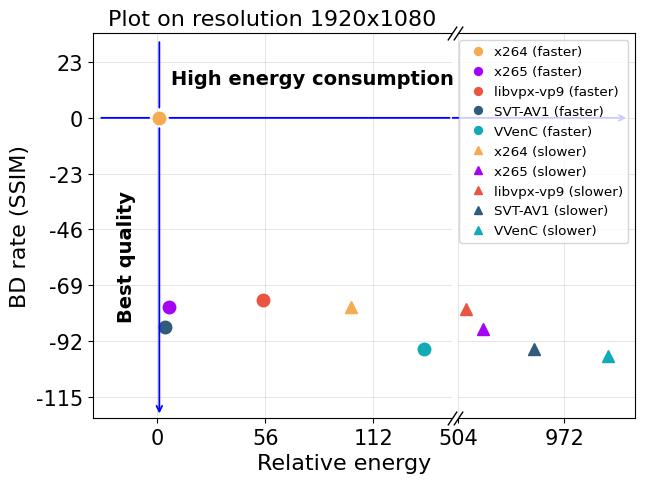 Plot on resolution 1920x1080
High energy consumption
Best quality
BD rate (SSIM)
23
0
-23
-46
-69
-92
-115
x264 (faster)
x265 (faster)
libvpx-vp9 (faster)
SVT-AV1 (faster)
VVenC (faster)
x264 (slower)
x265 (slower)
libvpx-vp9 (slower)
SVT-AV1 (slower)
VVenC (slower)
0
56
112
504
972
Relative energy